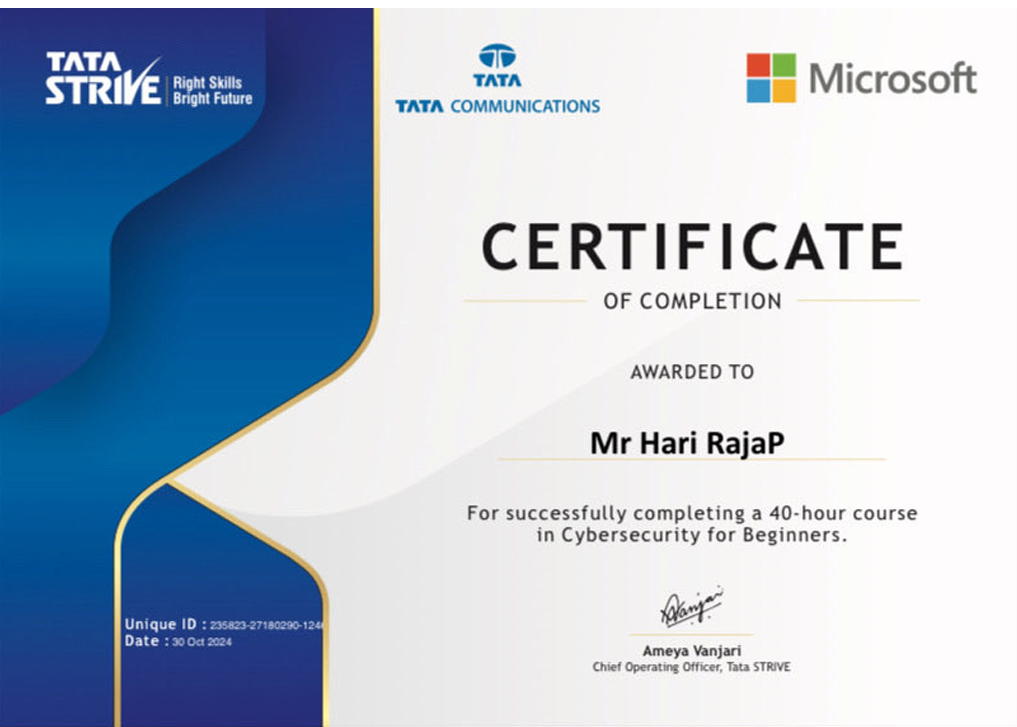 TATA
STRIVE
Right Skills
Bright Future
TATA
TATA COMMUNICATIONS
Microsoft
CERTIFICATE
OF COMPLETION
AWARDED TO
Mr Hari RajaP
For successfully completing a 40-hour course
in Cybersecurity for Beginners.
Unique ID : 235823-27180290-124
Date : 30 Oct 2024
Vanjari
Ameya Vanjari
Chief Operating Officer, Tata STRIVE